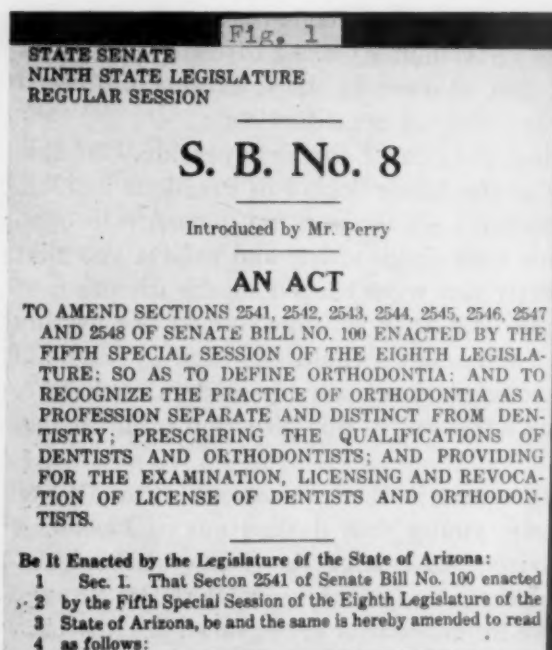 Fig. 1
STATE SENATE
NINTH STATE LEGISLATURE
REGULAR SESSION
S. B. No. 8
Introduced by Mr. Perry
AN ACT
TO AMEND SECTIONS 2541, 2542, 2543, 2544, 2545, 2546, 2547
AND 2548 OF SENATE BILL NO. 100 ENACTED BY THE
FIFTH SPECIAL SESSION OF THE EIGHTH LEGISLA-
TURE: SO AS TO DEFINE ORTHODONTIA: AND TO
RECOGNIZE THE PRACTICE OF ORTHODONTIA AS A
PROFESSION SEPARATE AND DISTINCT FROM DEN-
TISTRY; PRESCRIBING THE QUALIFICATIONS OF
DENTISTS AND ORTHODONTISTS; AND PROVIDING
FOR THE EXAMINATION, LICENSING AND REVOCA-
TION OF LICENSE OF DENTISTS AND ORTHODON-
TISTS.
Be It Enacted by the Legislature of the State of Arizona:
1 Sec. 1. That Secton 2541 of Senate Bill No. 100 enacted
2 by the Fifth Special Session of the Eighth Legislature of the
3 State of Arizona, be and the same is hereby amended to read
4 as follows: